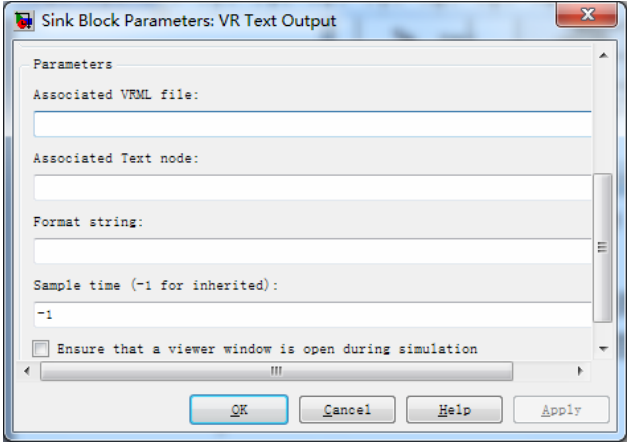 Sink Block Parameters: VR Text Output
Parameters
Associated VRML file:
Associated Text node:
Format string:
Sample time (-1 for inherited):
-1
Ensure that a viewer window is open during simulation
OK Cancel Help Apply